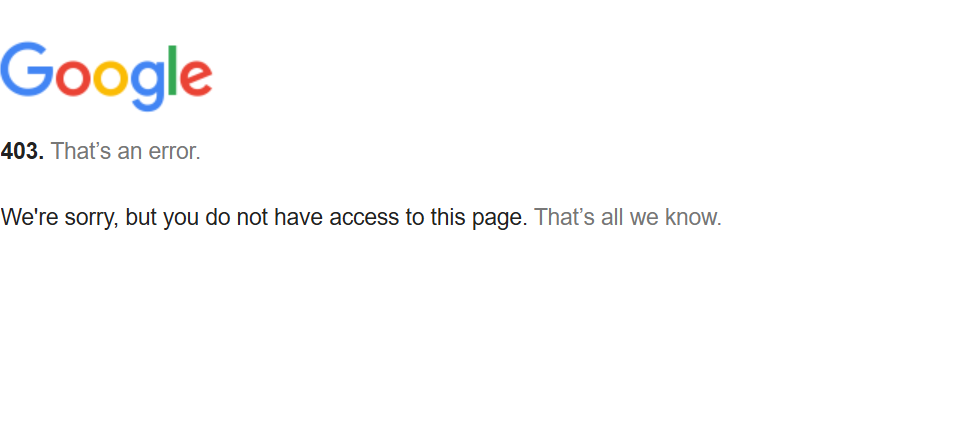 Google
403. That’s an error.
We're sorry, but you do not have access to this page. That’s all we know.